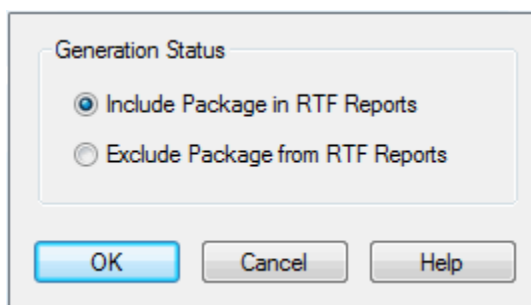 Generation Status
Include Package in RTF Reports
Exclude Package from RTF Reports
OK
Cancel
Help